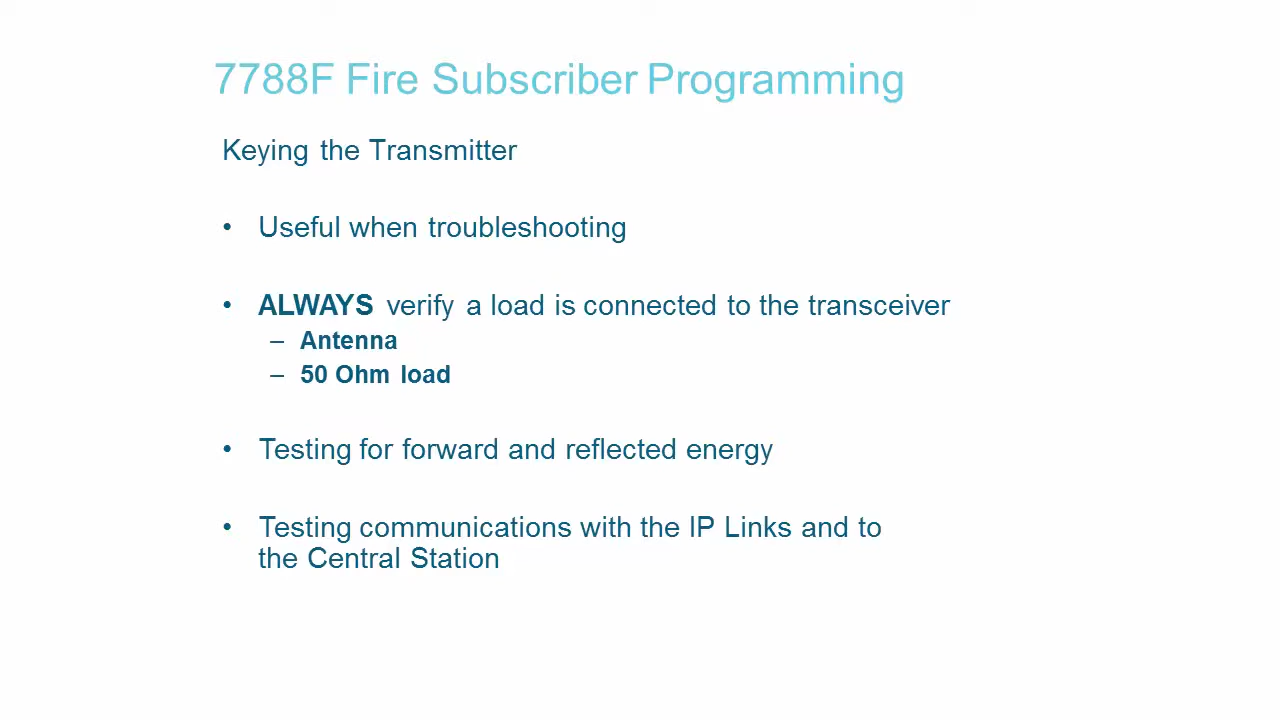 7788F Fire Subscriber Programming
Keying the Transmitter
• Useful when troubleshooting
• ALWAYS verify a load is connected to the transceiver
– Antenna
– 50 Ohm load
• Testing for forward and reflected energy
• Testing communications with the IP Links and to
the Central Station